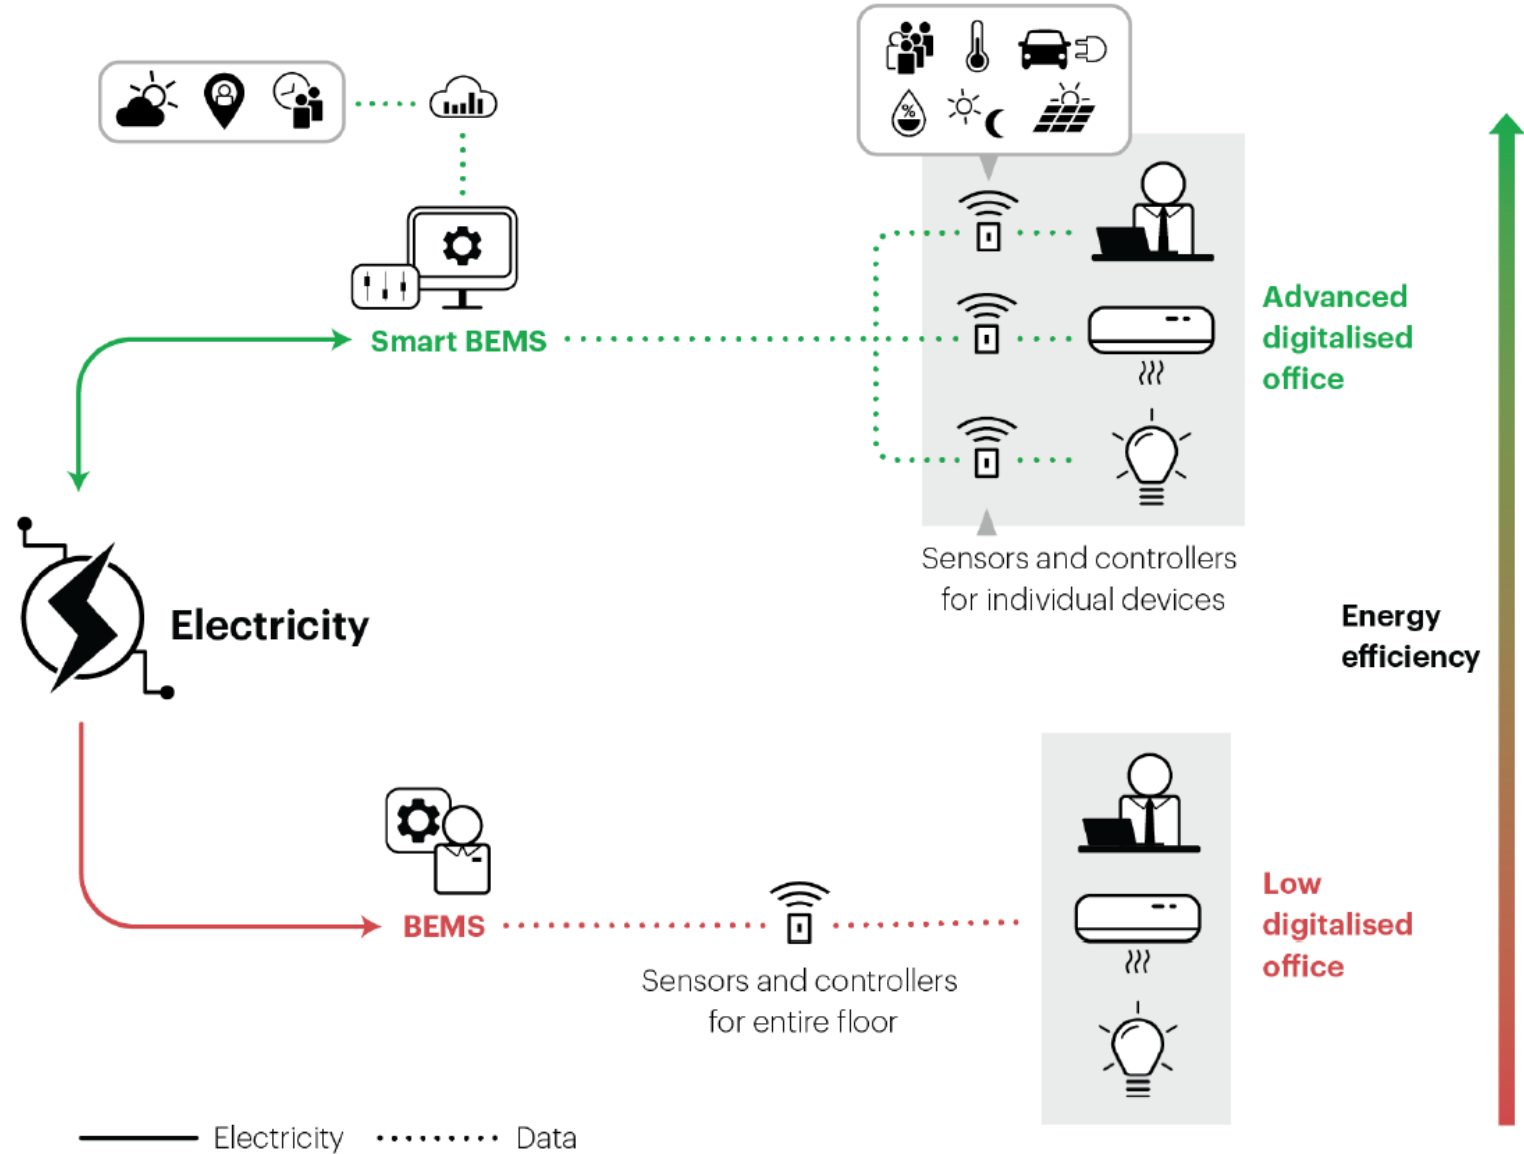 %
Smart BEMS
Advanced
digitalised
office
Sensors and controllers
for individual devices
Electricity
Energy
efficiency
BEMS
Low
digitalised
office
Sensors and controllers
for entire floor
Electricity
Data